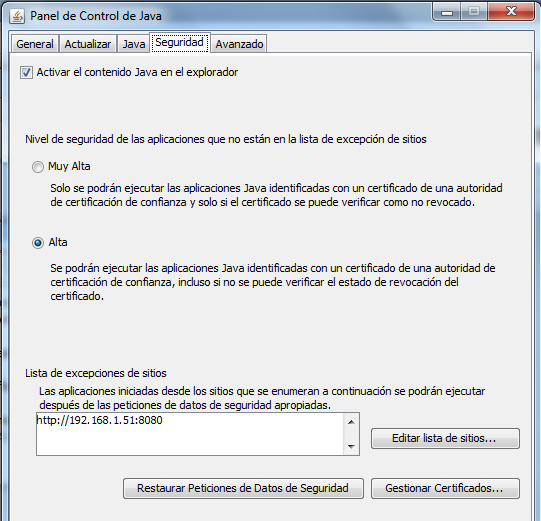 Panel de Control de Java
General Actualizar Java Seguridad Avanzado
Activar el contenido Java en el explorador
Nivel de seguridad de las aplicaciones que no están en la lista de excepción de sitios
Muy Alta
Solo se podrán ejecutar las aplicaciones Java identificadas con un certificado de una autoridad
de certificación de confianza y solo si el certificado se puede verificar como no revocado.
Alta
Se podrán ejecutar las aplicaciones Java identificadas con un certificado de una autoridad de
certificación de confianza, incluso si no se puede verificar el estado de revocación del
certificado.
Lista de excepciones de sitios
Las aplicaciones iniciadas desde los sitios que se enumeran a continuación se podrán ejecutar
después de las peticiones de datos de seguridad apropiadas.
http://192.168.1.51:8080
Editar lista de sitios...
Restaurar Peticiones de Datos de Seguridad Gestionar Certificados...